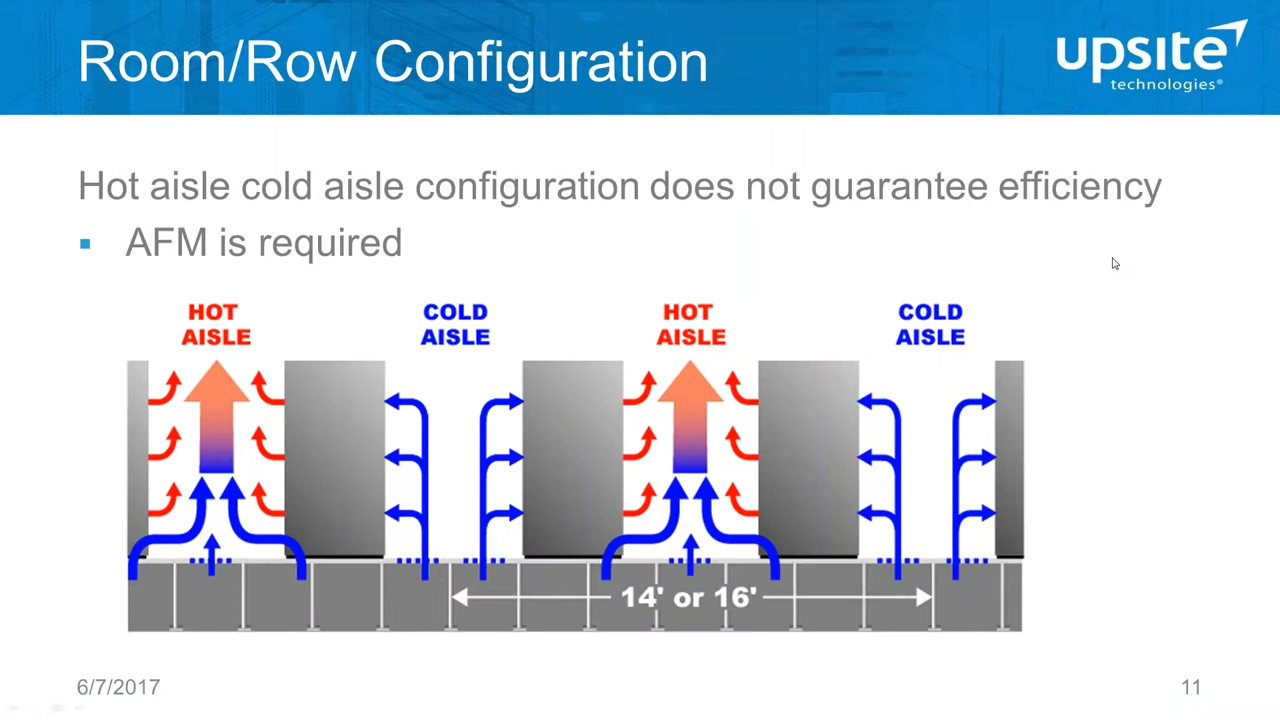 Room/Row Configuration
upsite
technologies®
Hot aisle cold aisle configuration does not guarantee efficiency
▪ AFM is required
HOT
AISLE
COLD
AISLE
HOT
AISLE
COLD
AISLE
14' or 16'
6/7/2017
11